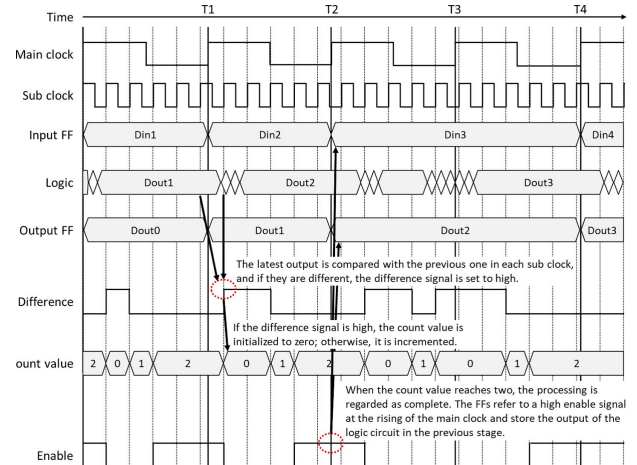 T1 T2 T3 T4
Time
Main clock
Sub clock
Input FF Din1 Din2 Din3 Din4
Logic Dout1 Dout2 Dout3
Output FF Dout0 Dout1 Dout2 Dout3
The latest output is compared with the previous one in each sub clock,
and if they are different, the difference signal is set to high.
Difference
If the difference signal is high, the count value is
initialized to zero; otherwise, it is incremented.
ount value 2 0 1 2 0 1 2 0 1 0 1 2
When the count value reaches two, the processing is
regarded as complete. The FFs refer to a high enable signal
at the rising of the main clock and store the output of the
logic circuit in the previous stage.
Enable